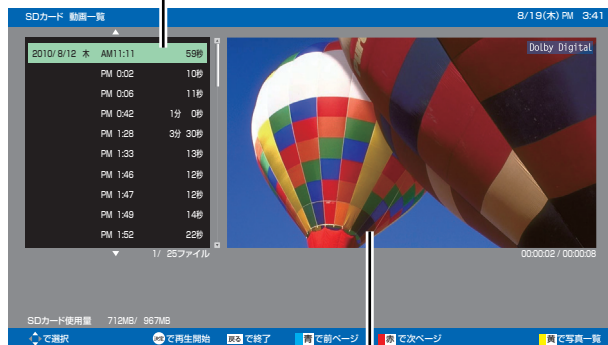 SDカード 動画一覧 8/19(木) PM 3:41
2010/ 8/12 木 AM11:11 59秒
PM 0:02 10秒
PM 0:06 11秒
PM 0:42 1分 0秒
PM 1:28 3分 30秒
PM 1:33 13秒
PM 1:46 12秒
PM 1:47 12秒
PM 1:49 14秒
PM 1:52 22秒
1/ 25ファイル
Dolby Digital
00:00:02 / 00:00:08
SDカード使用量 712MB/ 967MB
で選択 決定 で再生開始 戻る で終了 青 で前ページ 赤 で次ページ 黄 で写真一覧